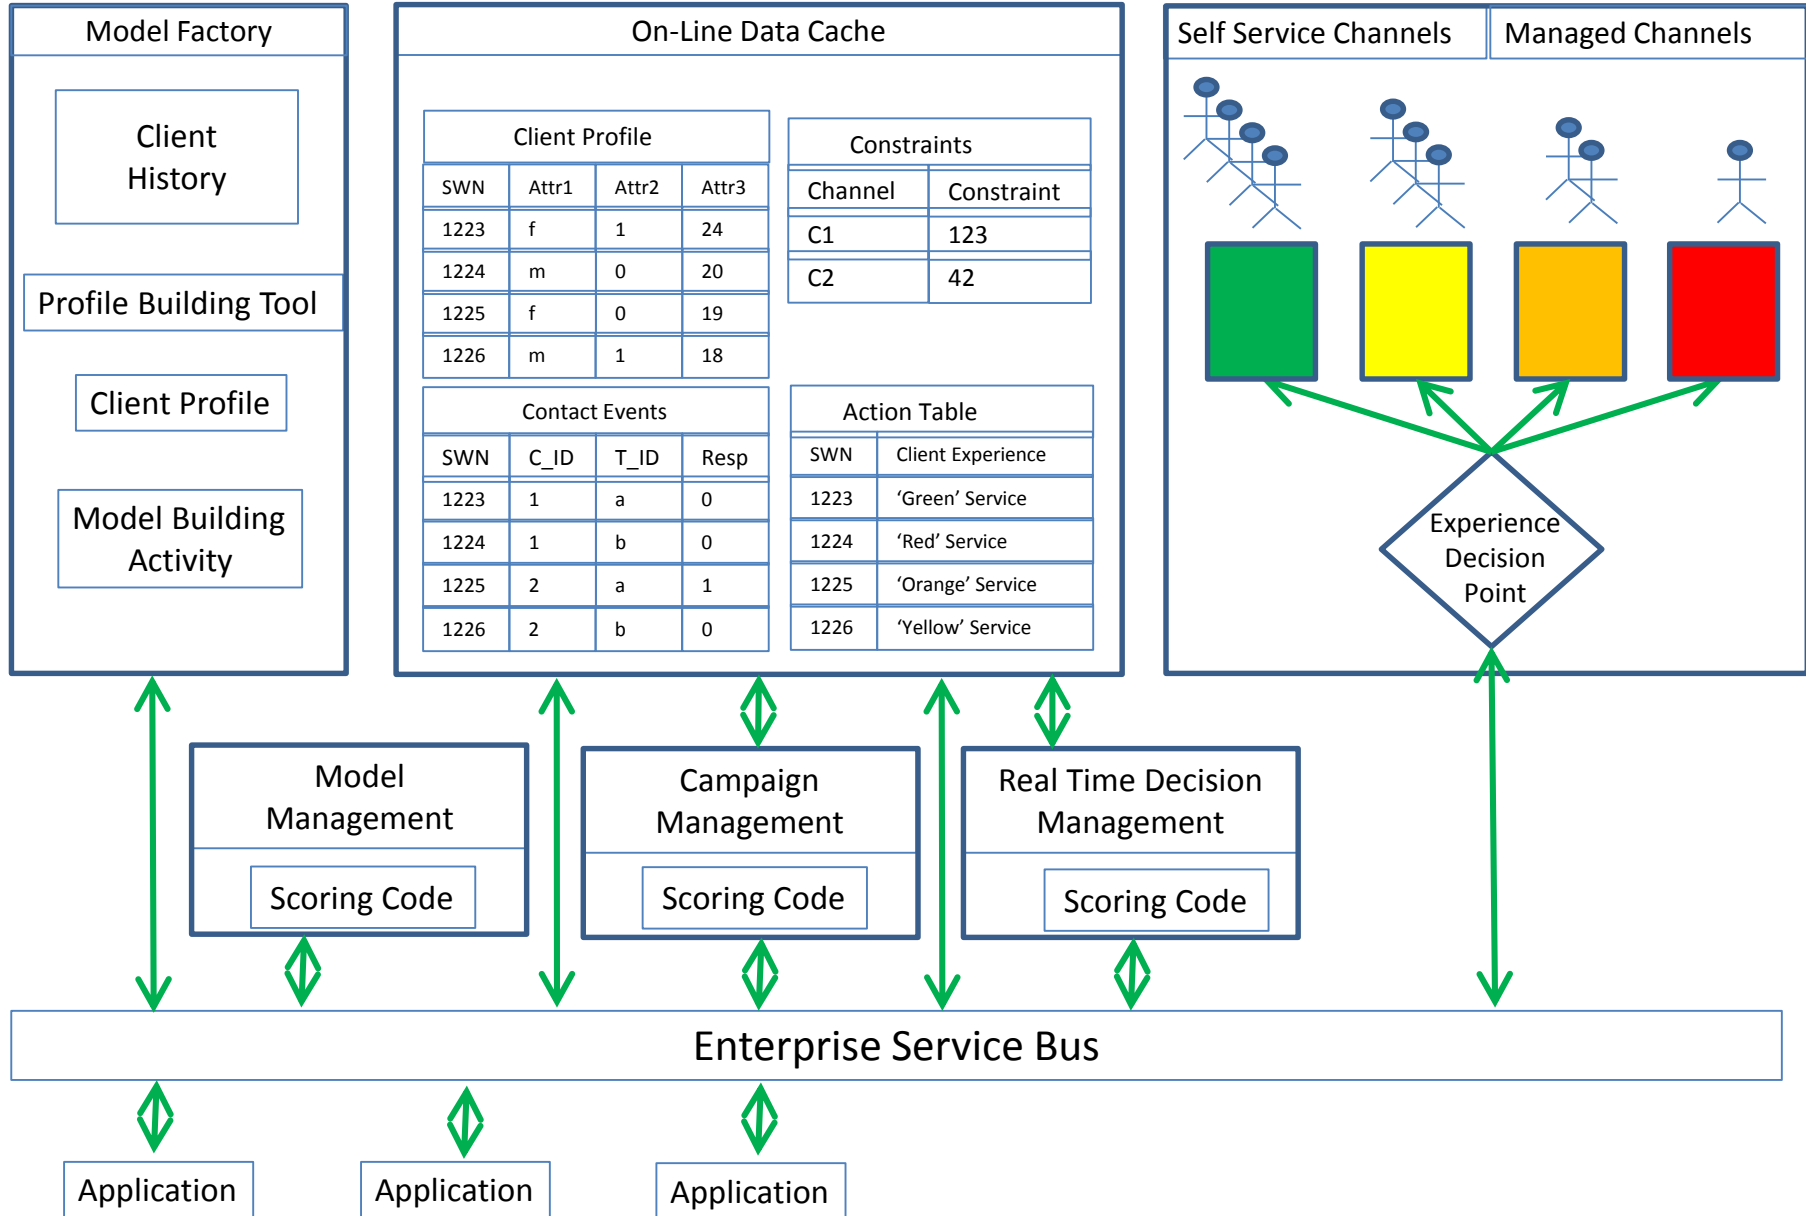 Model Factory
Client
History
Profile Building Tool
Client Profile
Model Building
Activity
On-Line Data Cache
Client Profile
SWN Attr1 Attr2 Attr3
1223 f 1 24
1224 m 0 20
1225 f 0 19
1226 m 1 18
Constraints
Channel Constraint
C1 123
C2 42
Contact Events
SWN C_ID T_ID Resp
1223 1 a 0
1224 1 b 0
1225 2 a 1
1226 2 b 0
Action Table
SWN Client Experience
1223 ‘Green’ Service
1224 ‘Red’ Service
1225 ‘Orange’ Service
1226 ‘Yellow’ Service
Self Service Channels
Managed Channels
Experience
Decision
Point
Model
Management
Scoring Code
Campaign
Management
Scoring Code
Real Time Decision
Management
Scoring Code
Enterprise Service Bus
Application
Application
Application